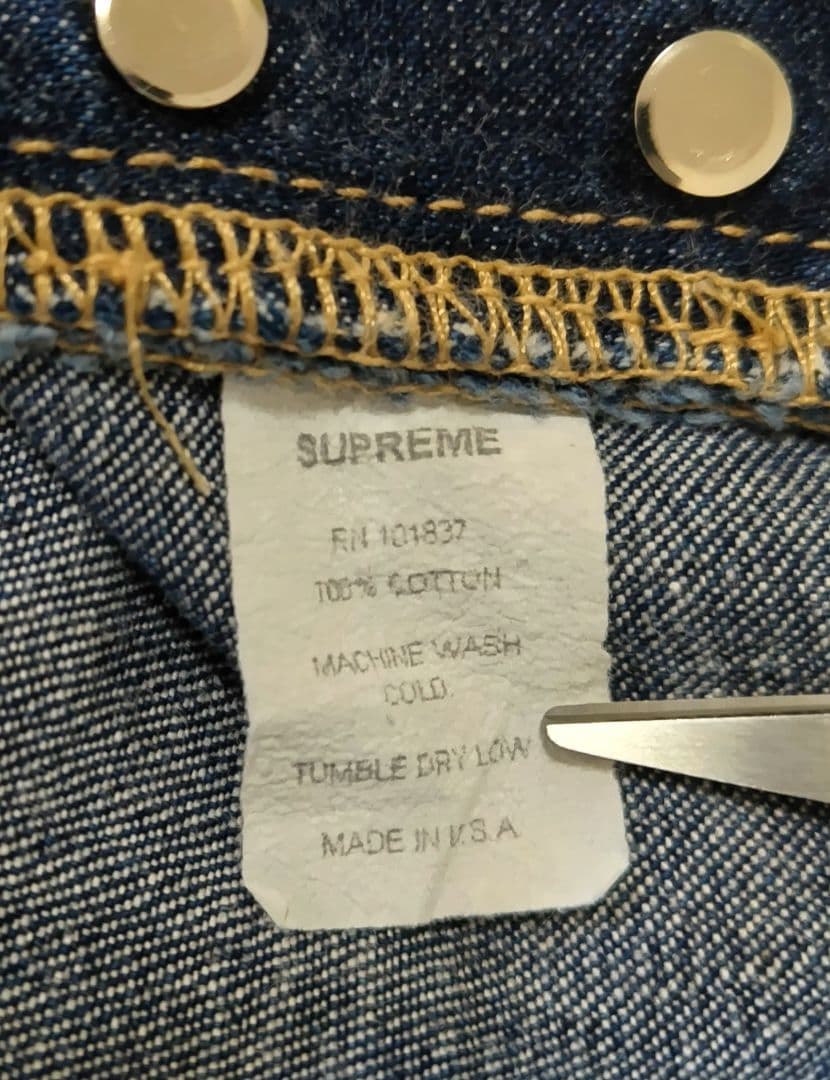 SUPREME
RN 101837
100% COTTON
MACHINE WASH
COLD
TUMBLE DRY LOW
MADE IN U.S.A